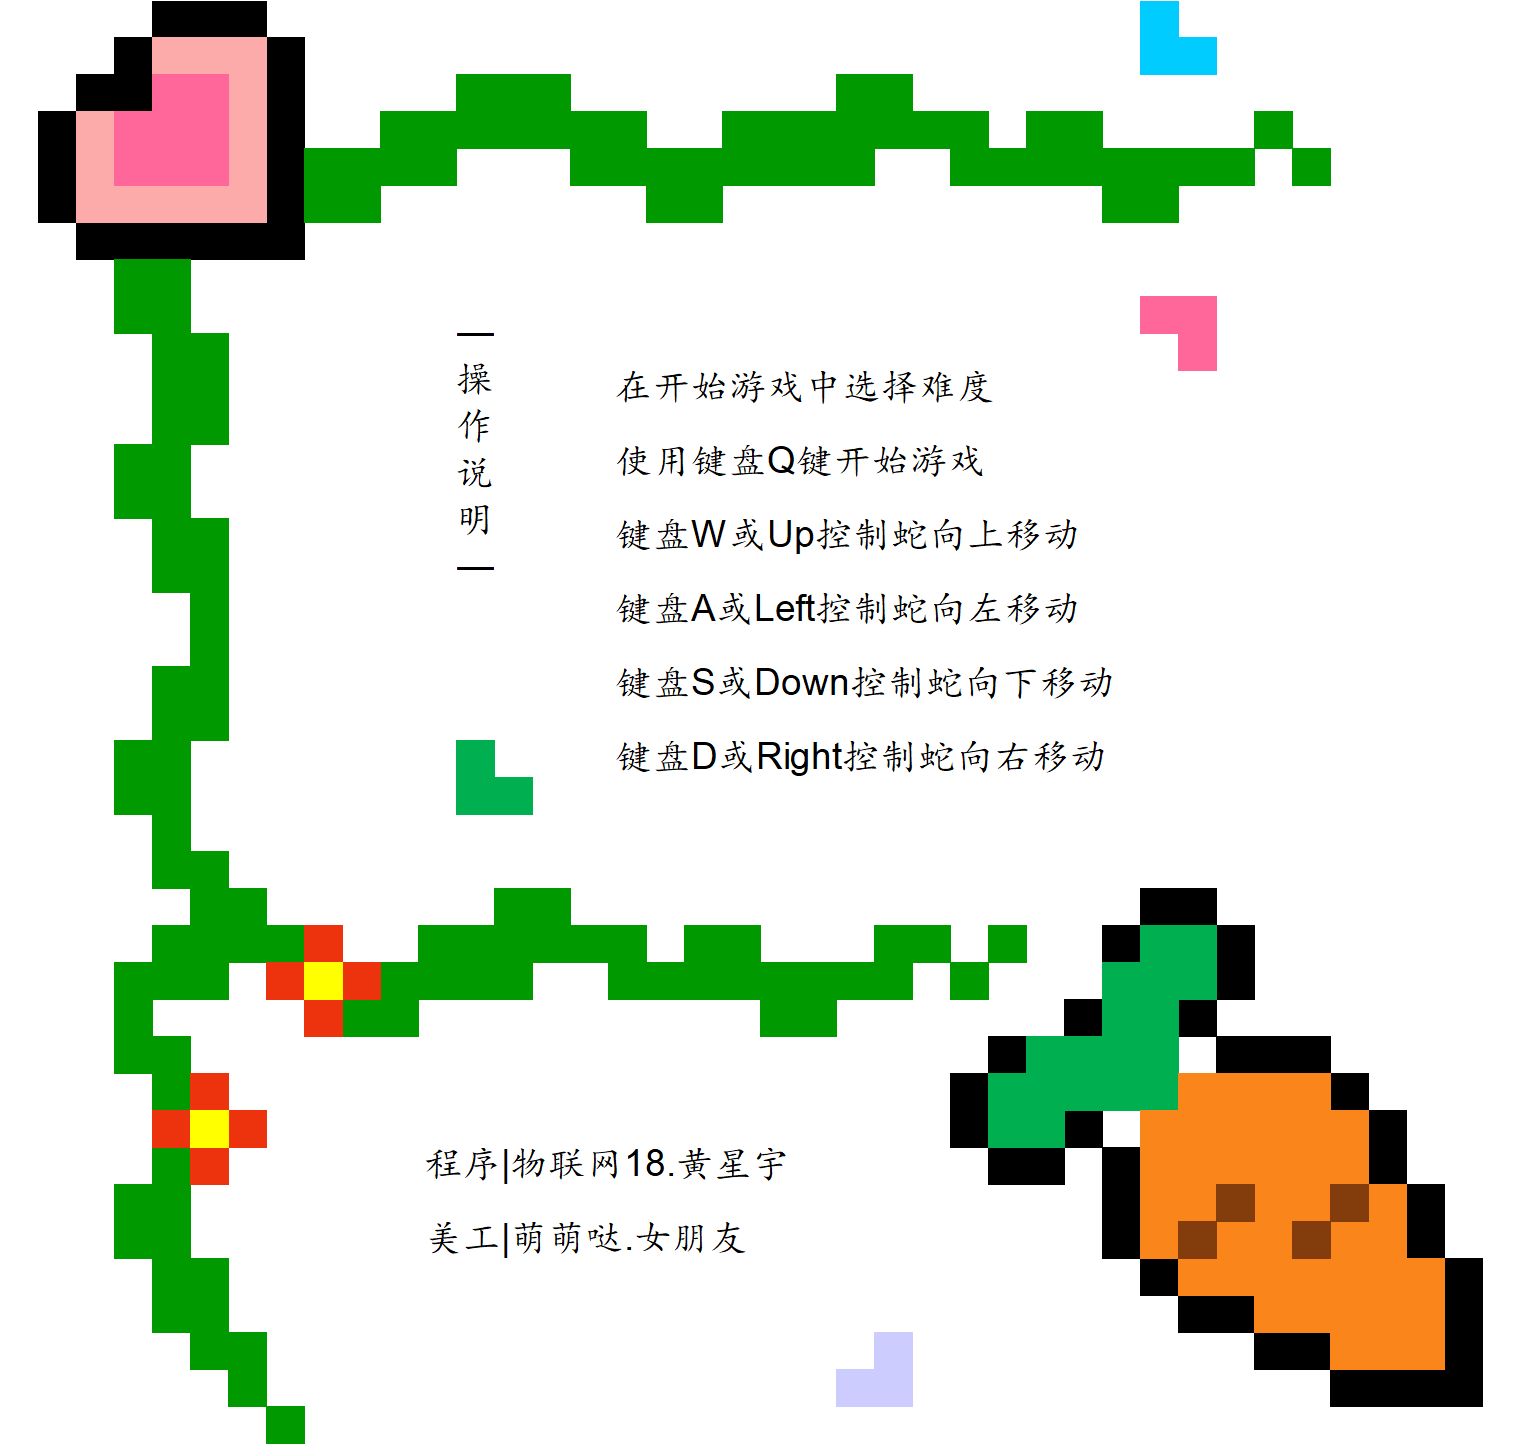 |操作说明|
在开始游戏中选择难度
使用键盘Q键开始游戏
键盘W或Up控制蛇向上移动
键盘A或Left控制蛇向左移动
键盘S或Down控制蛇向下移动
键盘D或Right控制蛇向右移动
程序|物联网18.黄星宇
美工|萌萌哒.女朋友